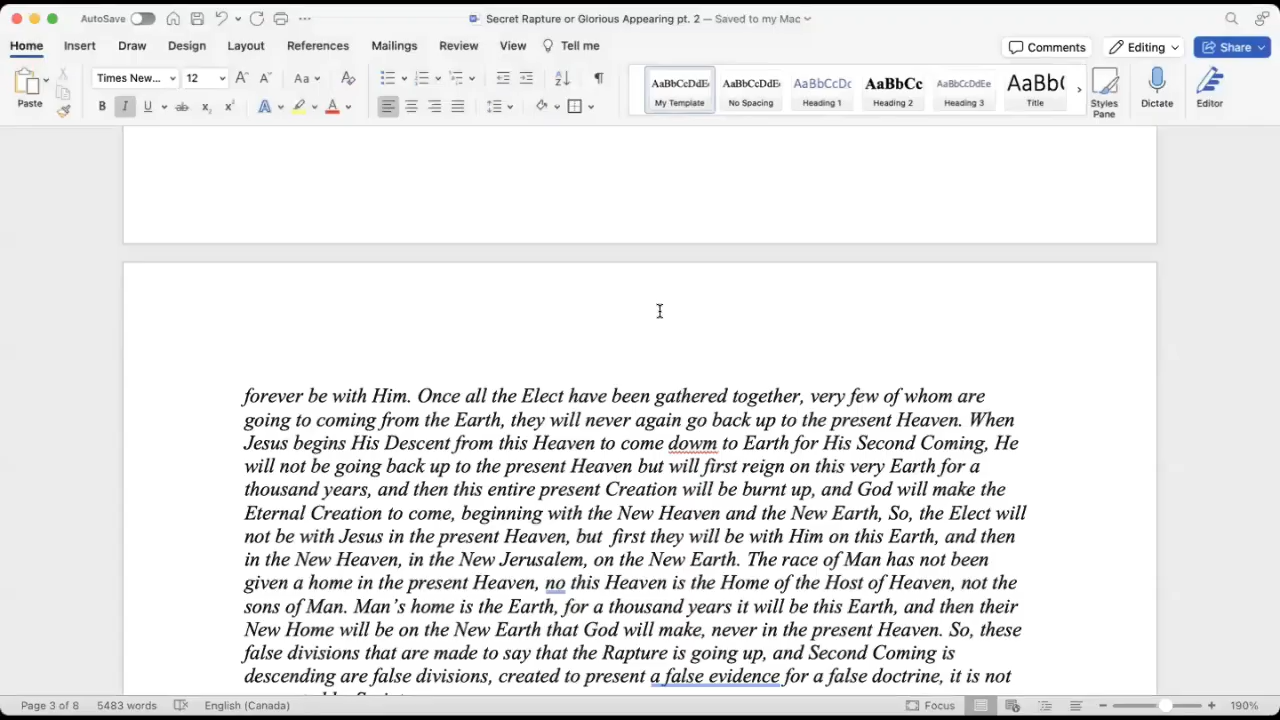 AutoSave
Secret Rapture or Glorious Appearing pt. 2 — Saved to my Mac
Home Insert Draw Design Layout References Mailings Review View Tell me Comments Editing Share
Paste
Times New... 12 Aa
B I U ab x₂ x² A A
AaBbCcDdEe My Template
AaBbCcDdEe No Spacing
AaBbCcDc Heading 1
AaBbCc Heading 2
AaBbCcDdEe Heading 3
AaBb( Title
Styles Pane
Dictate
Editor
forever be with Him. Once all the Elect have been gathered together, very few of whom are
going to coming from the Earth, they will never again go back up to the present Heaven. When
Jesus begins His Descent from this Heaven to come dowm to Earth for His Second Coming, He
will not be going back up to the present Heaven but will first reign on this very Earth for a
thousand years, and then this entire present Creation will be burnt up, and God will make the
Eternal Creation to come, beginning with the New Heaven and the New Earth, So, the Elect will
not be with Jesus in the present Heaven, but first they will be with Him on this Earth, and then
in the New Heaven, in the New Jerusalem, on the New Earth. The race of Man has not been
given a home in the present Heaven, no this Heaven is the Home of the Host of Heaven, not the
sons of Man. Man's home is the Earth, for a thousand years it will be this Earth, and then their
New Home will be on the New Earth that God will make, never in the present Heaven. So, these
false divisions that are made to say that the Rapture is going up, and Second Coming is
descending are false divisions, created to present a false evidence for a false doctrine, it is not
Page 3 of 8 5483 words English (Canada) Focus 190%